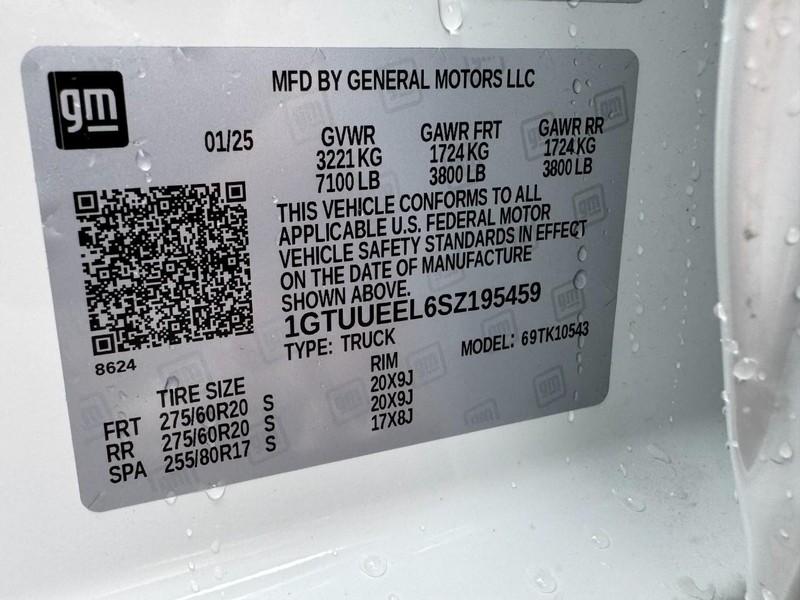 gm
MFD BY GENERAL MOTORS LLC
01/25 GVWR GAWR FRT GAWR RR
3221 KG 1724 KG 1724 KG
7100 LB 3800 LB 3800 LB
THIS VEHICLE CONFORMS TO ALL
APPLICABLE U.S. FEDERAL MOTOR
VEHICLE SAFETY STANDARDS IN EFFECT
ON THE DATE OF MANUFACTURE
SHOWN ABOVE.
1GTUUEEL6SZ195459
TYPE: TRUCK MODEL: 69TK10543
8624
TIRE SIZE RIM
FRT 275/60R20 S 20X9J
RR 275/60R20 S 20X9J
SPA 255/80R17 S 17X8J